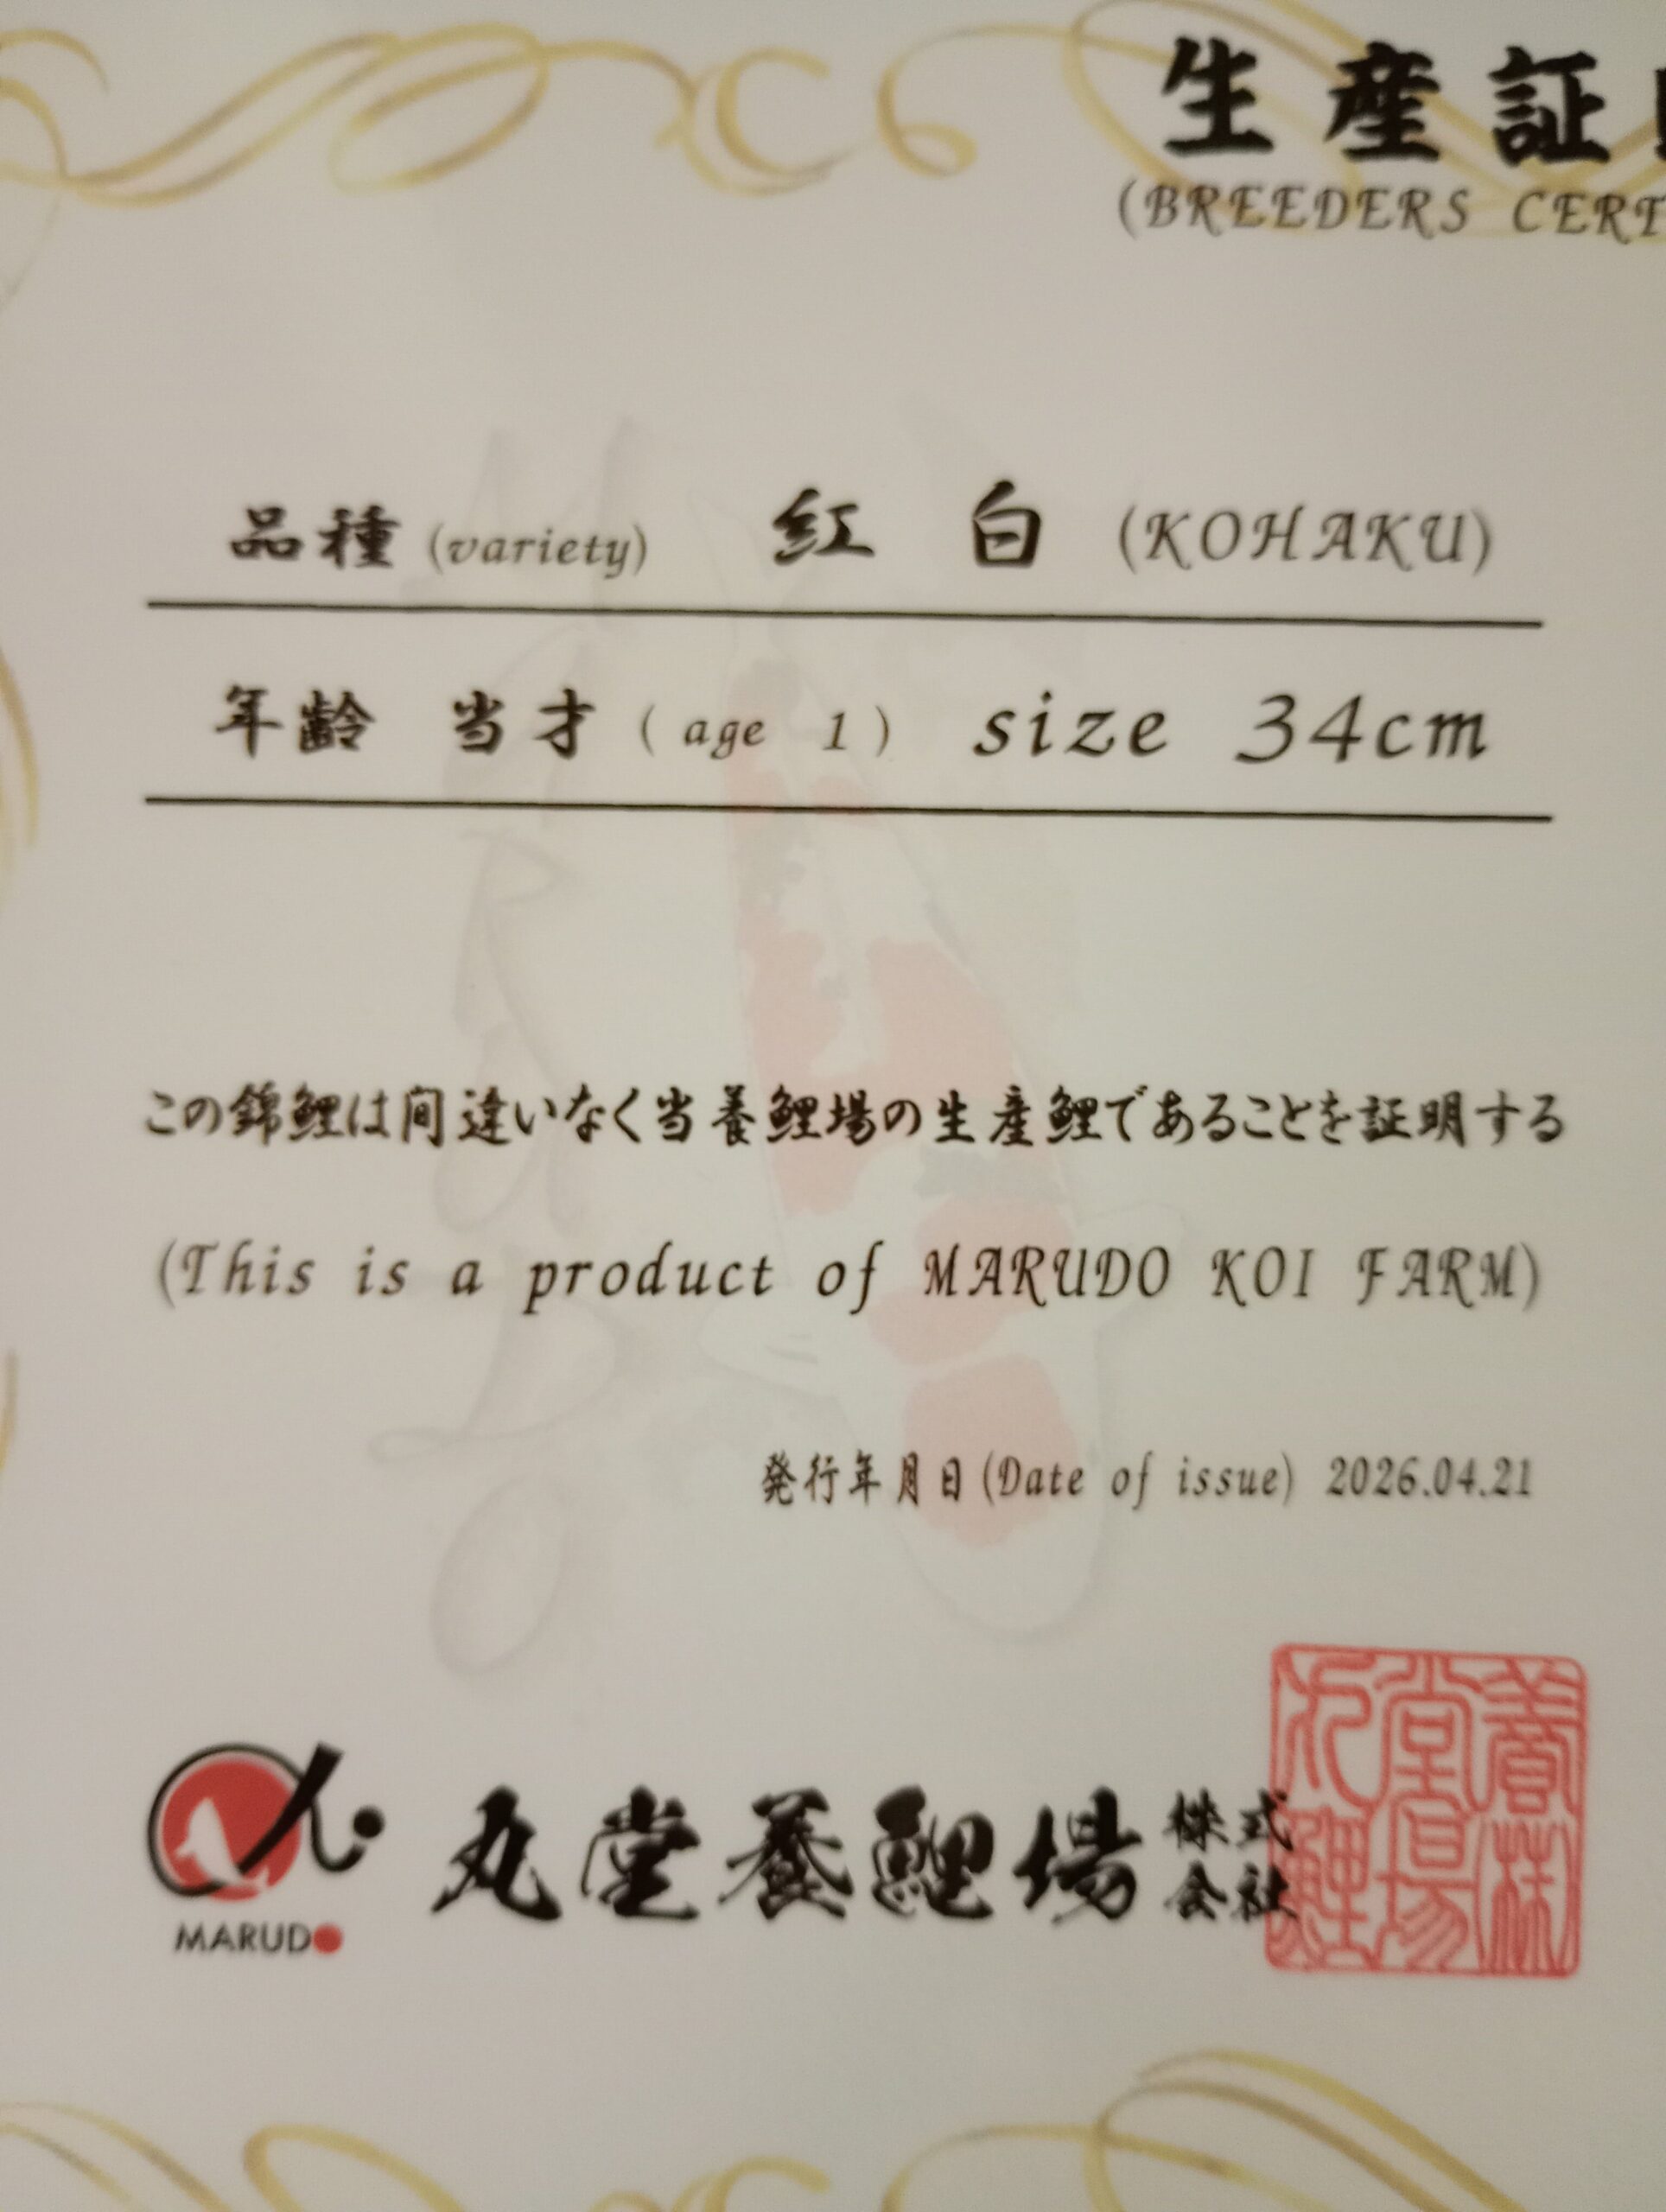 生産証
(BREEDERS CERT
品種 (variety) 紅 白 (KOHAKU)
年齢 当才 ( age 1 ) size 34cm
この錦鯉は間違いなく当養鯉場の生産鯉であることを証明する
(This is a product of MARUDO KOI FARM)
発行年月日(Date of issue) 2026.04.21
丸堂養鯉場 株式会社
MARUDO
MARUDO